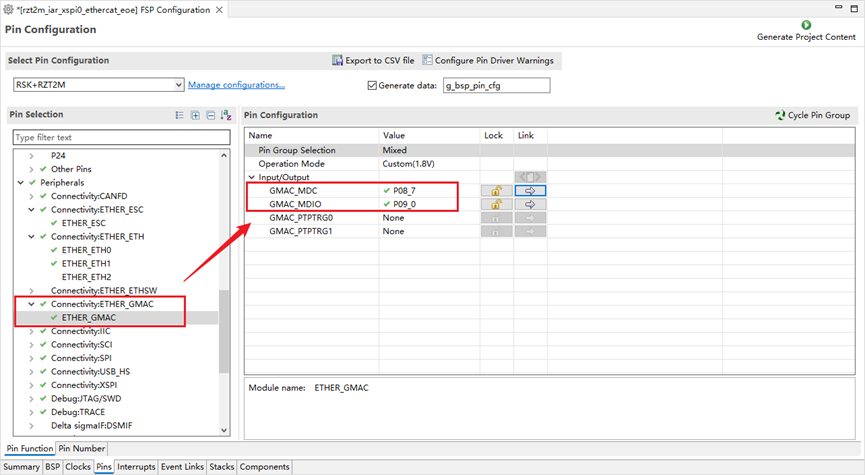 *[rzt2m_iar_xspi0_ethercat_eoe] FSP Configuration
Pin Configuration
Generate Project Content
Select Pin Configuration
Export to CSV file
Configure Pin Driver Warnings
RSK+RZT2M
Manage configurations...
Generate data:
g_bsp_pin_cfg
Pin Selection
Type filter text
P24
Other Pins
Peripherals
Connectivity:CANFD
Connectivity:ETHER_ESC
ETHER_ESC
Connectivity:ETHER_ETH
ETHER_ETH0
ETHER_ETH1
ETHER_ETH2
Connectivity:ETHER_ETHSW
Connectivity:ETHER_GMAC
ETHER_GMAC
Connectivity:IIC
Connectivity:SCI
Connectivity:SPI
Connectivity:USB_HS
Connectivity:XSPI
Debug:JTAG/SWD
Debug:TRACE
Delta sigmaIF:DSMIF
Pin Configuration
Cycle Pin Group
Name Value Lock Link
Pin Group Selection Mixed
Operation Mode Custom(1.8V)
Input/Output
GMAC_MDC P08_7
GMAC_MDIO P09_0
GMAC_PTPTRG0 None
GMAC_PTPTRG1 None
Module name: ETHER_GMAC
Pin Function Pin Number
Summary BSP Clocks Pins Interrupts Event Links Stacks Components